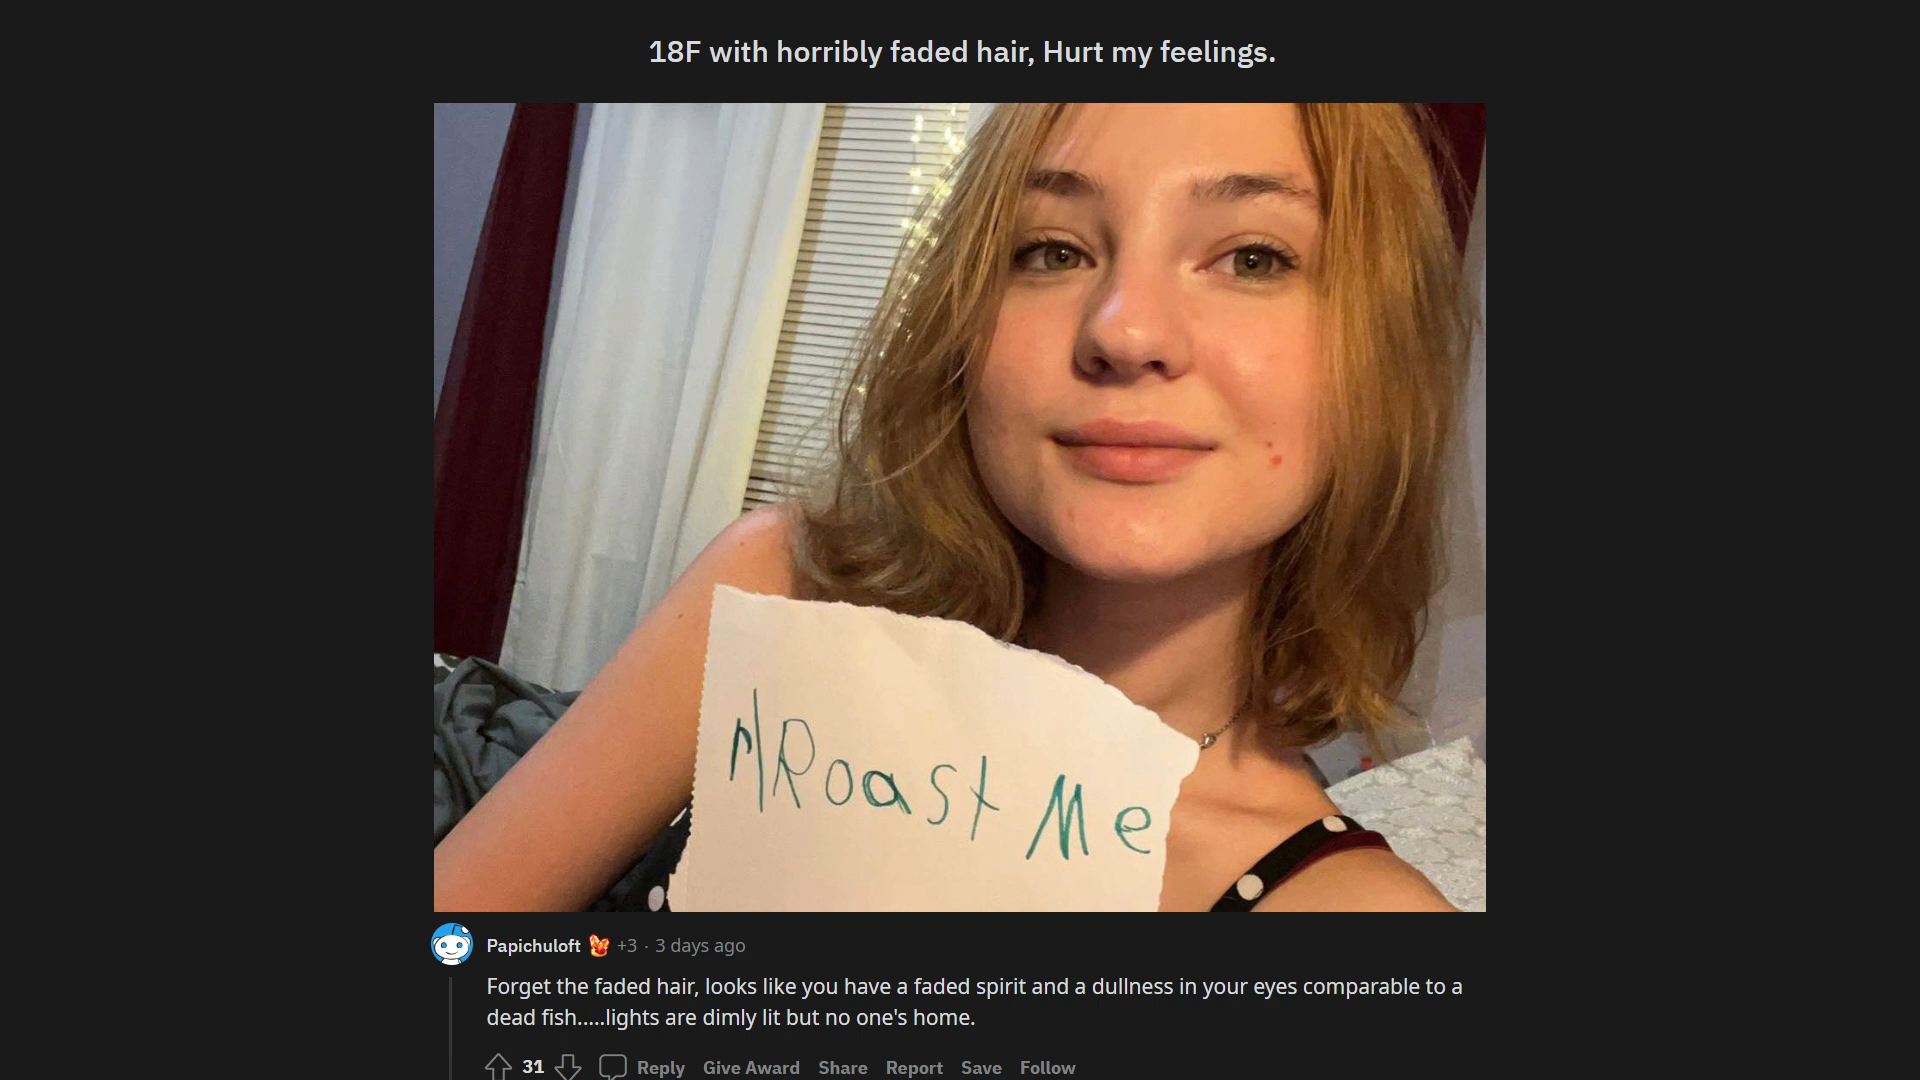 18F with horribly faded hair, Hurt my feelings.
r/Roast Me
Papichuloft +3 · 3 days ago
Forget the faded hair, looks like you have a faded spirit and a dullness in your eyes comparable to a
dead fish.....lights are dimly lit but no one's home.
31 Reply Give Award Share Report Save Follow